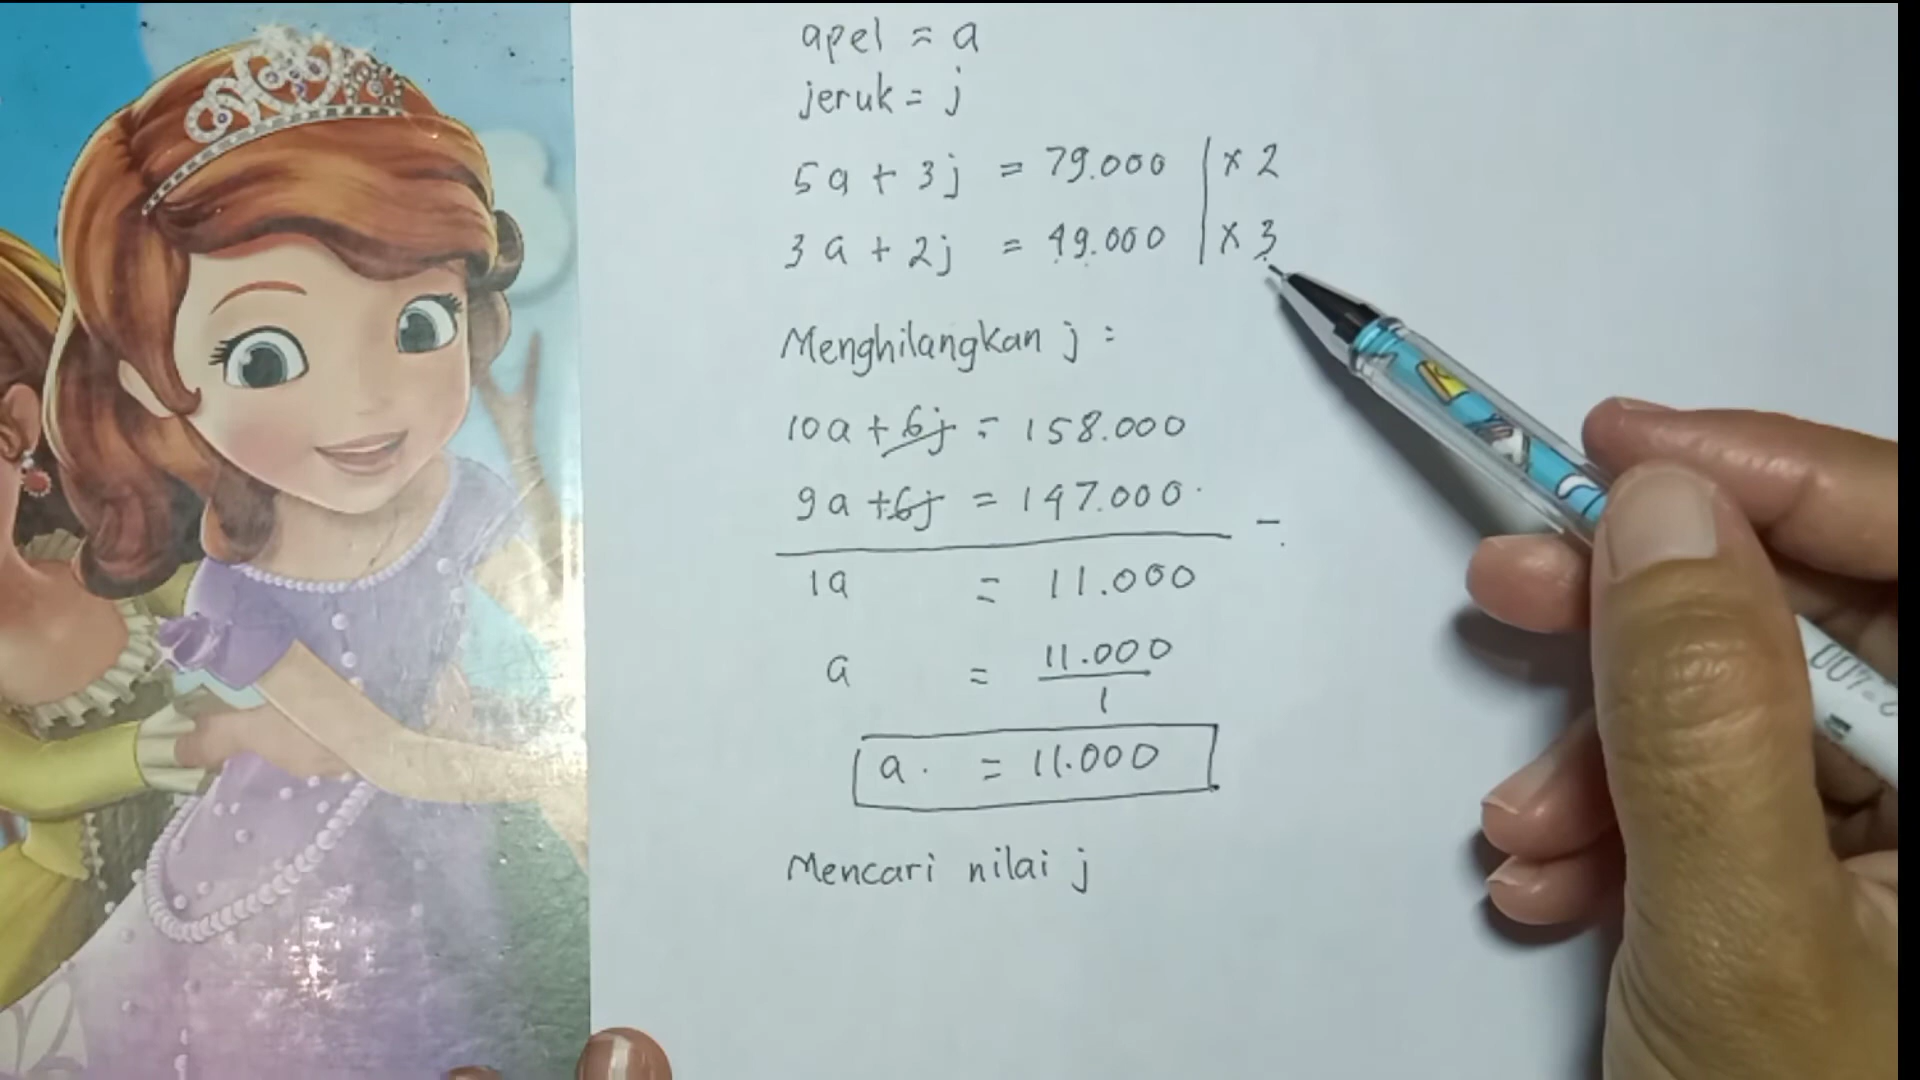 apel = a
jeruk = j
5a + 3j = 79.000 | x 2
3a + 2j = 49.000 | x 3
Menghilangkan j :
10a + 6j = 158.000
9a + 6j = 147.000 -
1a = 11.000
a = 11.000
1
a = 11.000
Mencari nilai j